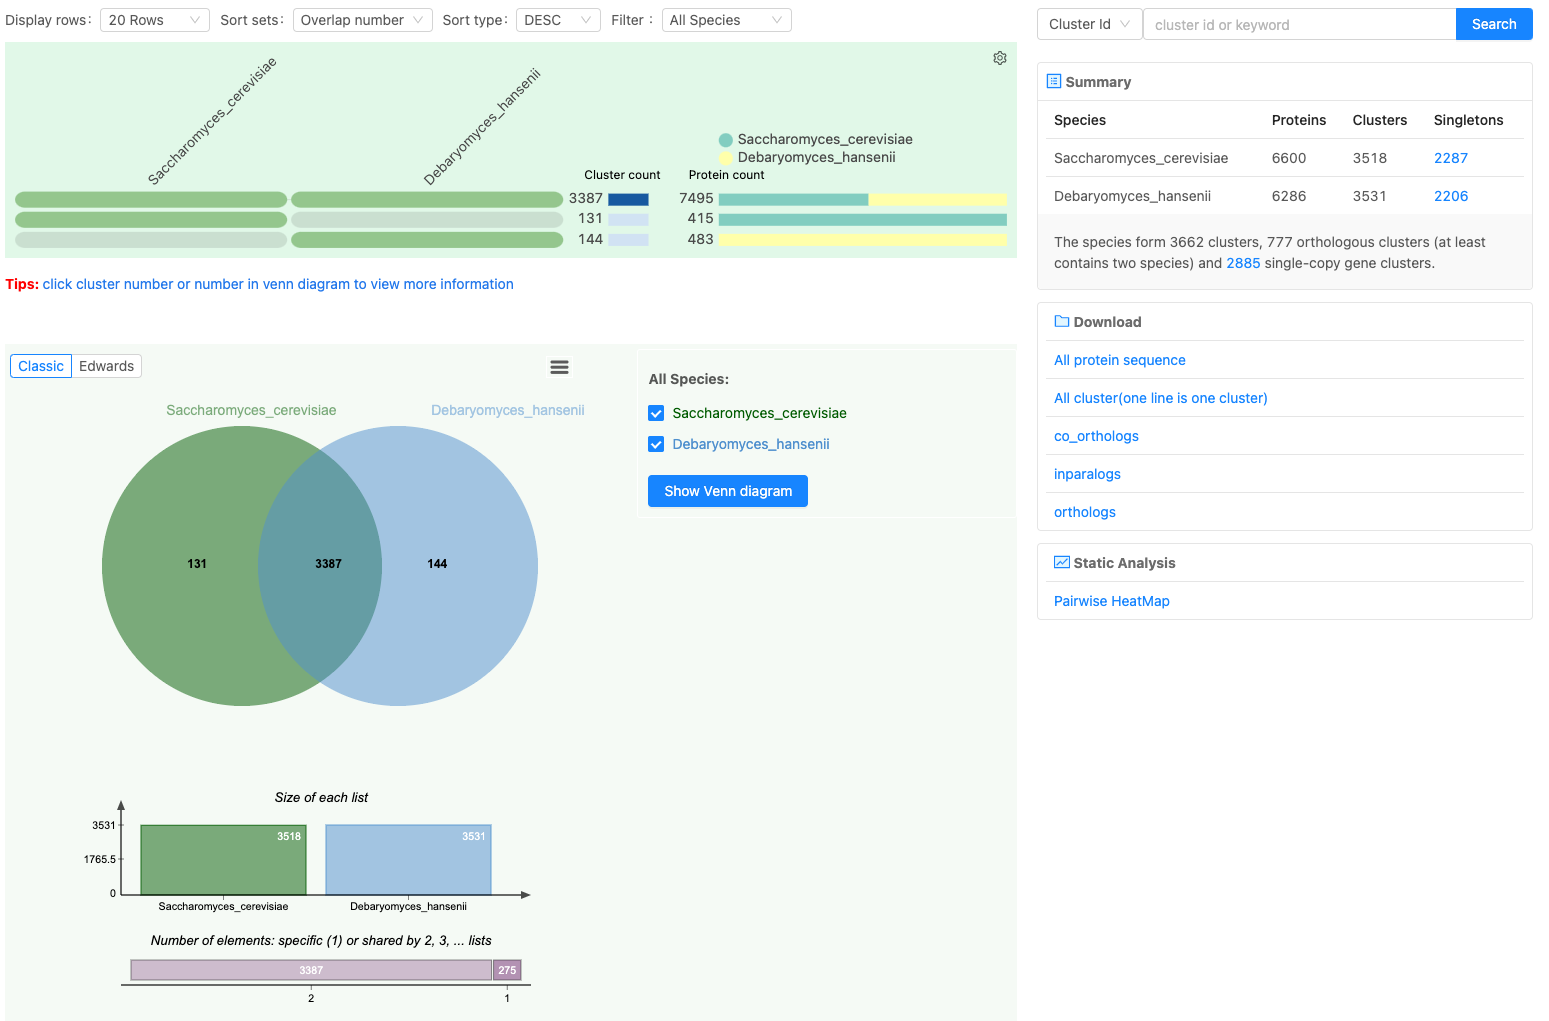 Display rows: 20 Rows Sort sets: Overlap number Sort type: DESC Filter : All Species
Saccharomyces_cerevisiae
Debaryomyces_hansenii
Saccharomyces_cerevisiae
Debaryomyces_hansenii
Cluster count Protein count
3387 7495
131 415
144 483
Tips: click cluster number or number in venn diagram to view more information
Classic Edwards
Saccharomyces_cerevisiae Debaryomyces_hansenii
131 3387 144
All Species:
Saccharomyces_cerevisiae
Debaryomyces_hansenii
Show Venn diagram
Size of each list
3531
1765.5
0
3518 3531
Saccharomyces_cerevisiae Debaryomyces_hansenii
Number of elements: specific (1) or shared by 2, 3, ... lists
3387 275
2 1
Cluster Id cluster id or keyword Search
Summary
Species Proteins Clusters Singletons
Saccharomyces_cerevisiae 6600 3518 2287
Debaryomyces_hansenii 6286 3531 2206
The species form 3662 clusters, 777 orthologous clusters (at least
contains two species) and 2885 single-copy gene clusters.
Download
All protein sequence
All cluster(one line is one cluster)
co_orthologs
inparalogs
orthologs
Static Analysis
Pairwise HeatMap